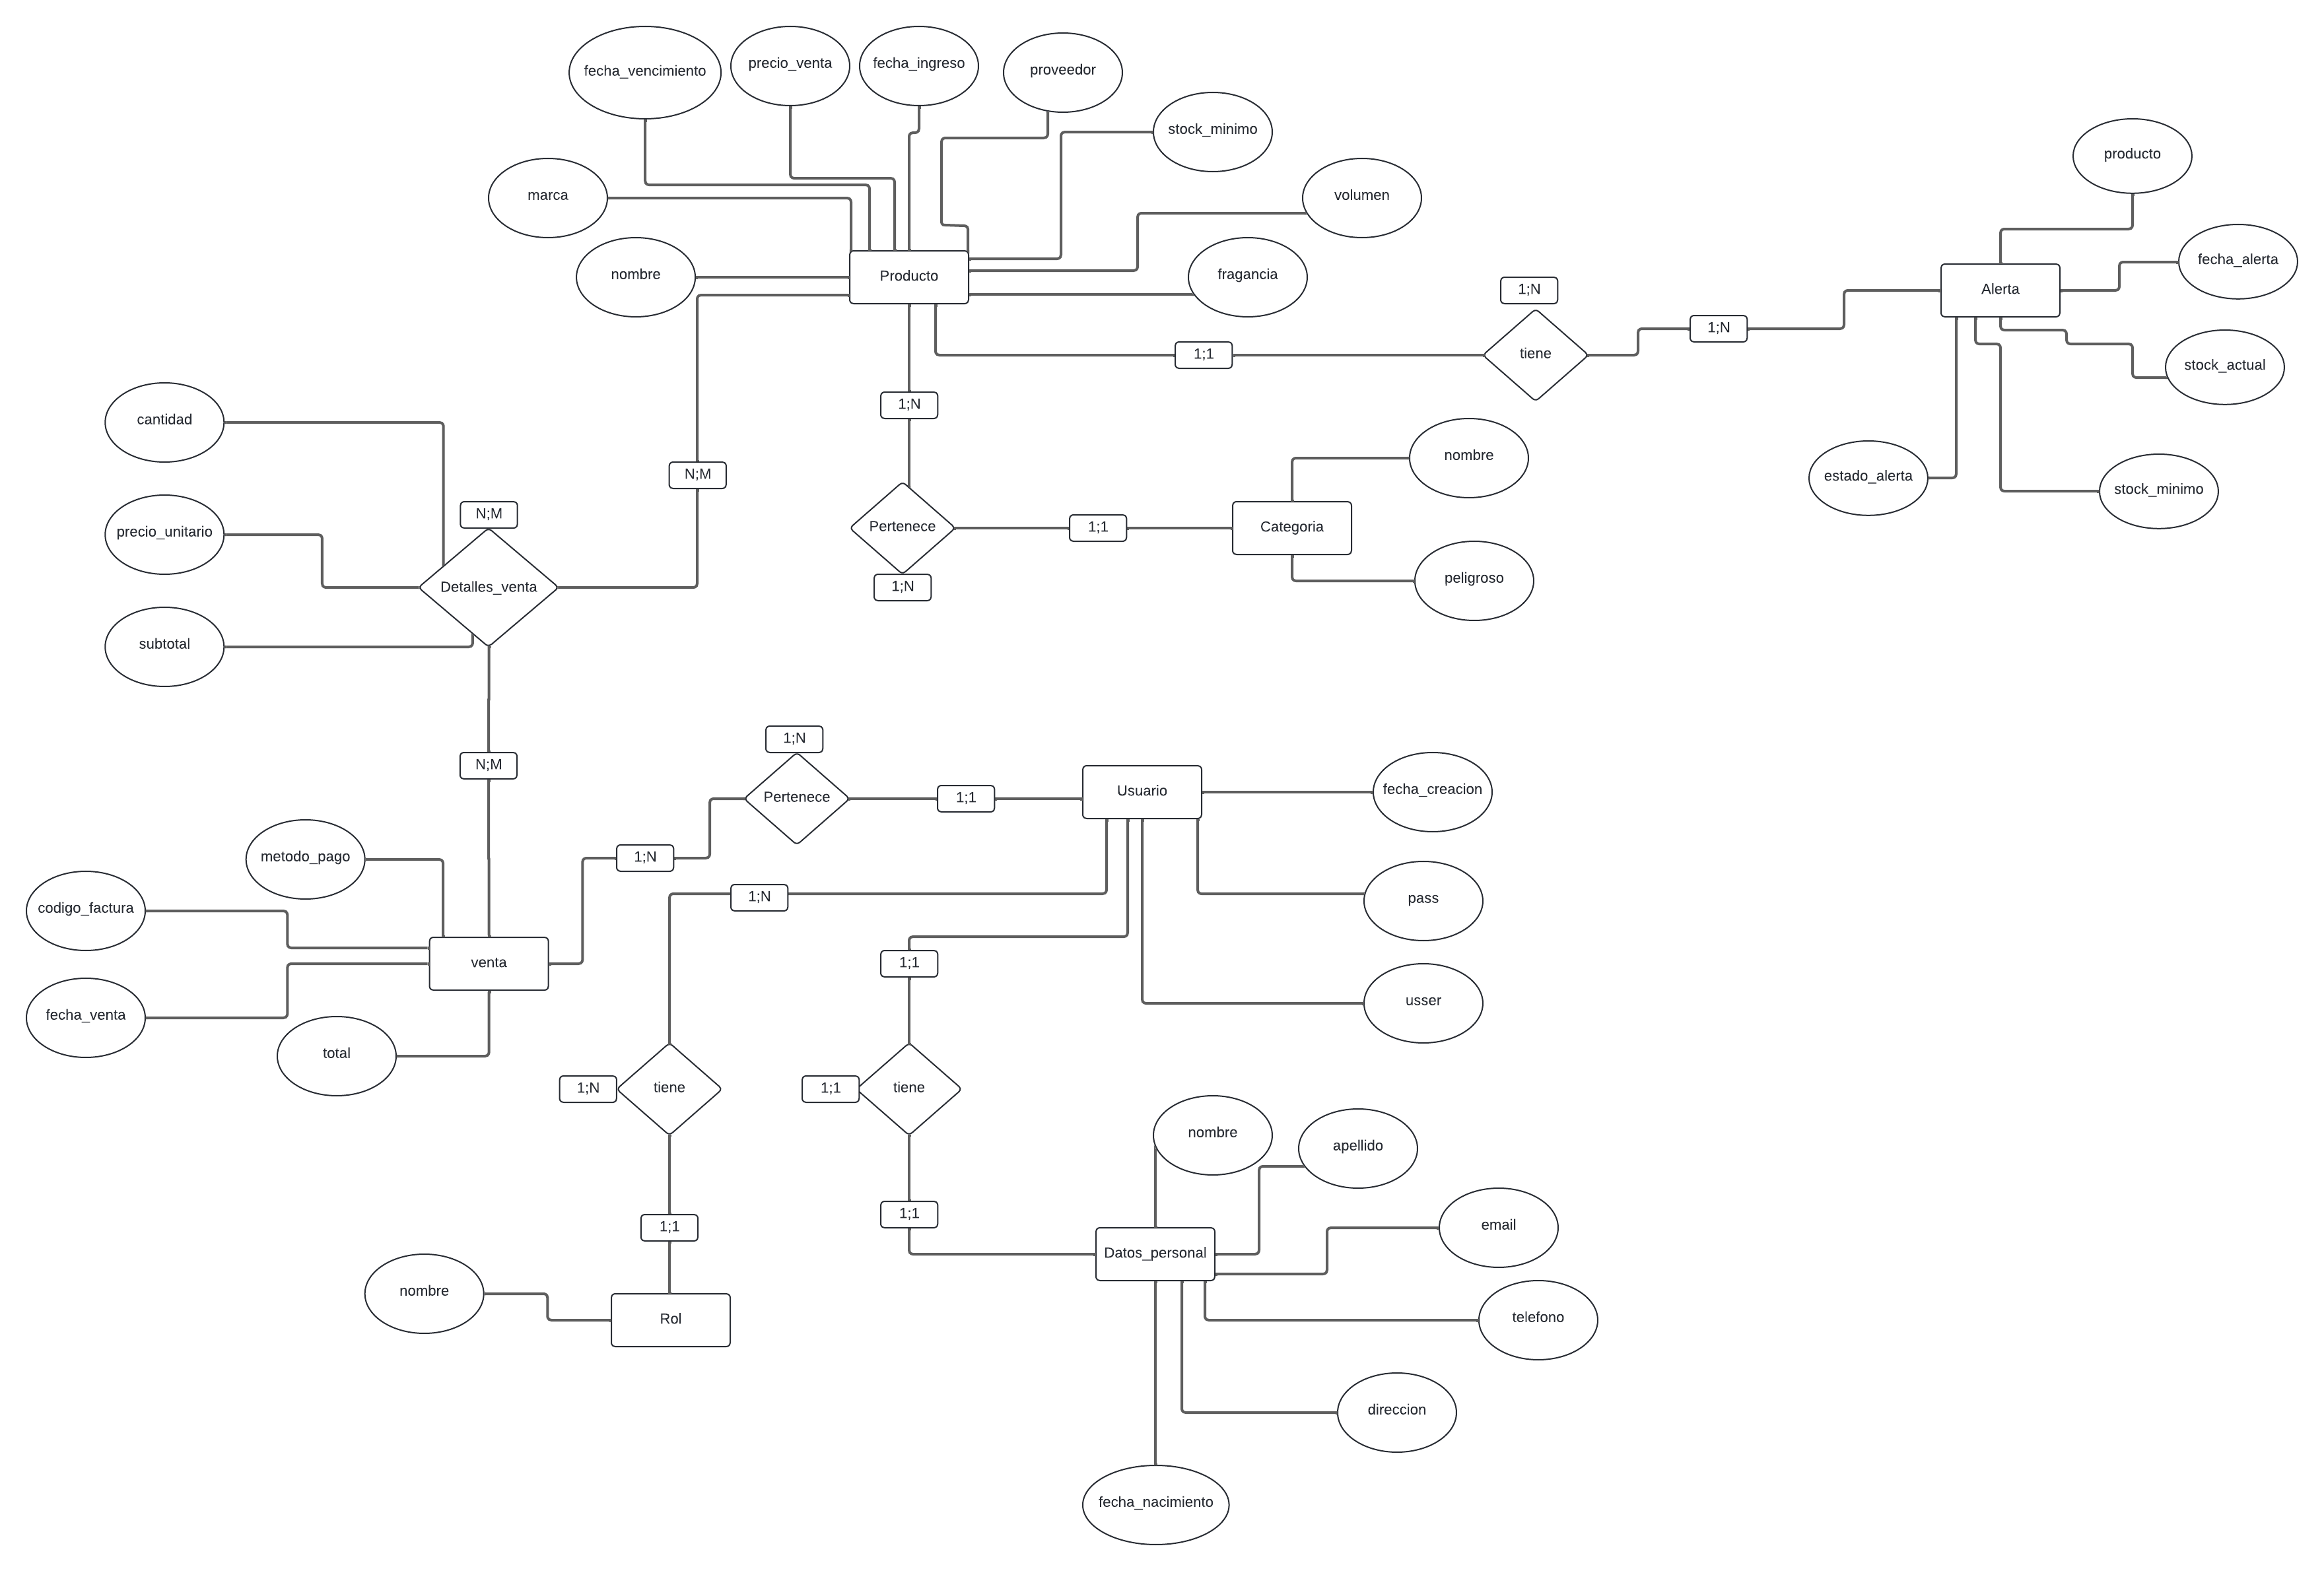 fecha_vencimiento
precio_venta
fecha_ingreso
proveedor
stock_minimo
producto
marca
volumen
nombre
Producto
fragancia
1;N
Alerta
fecha_alerta
1;1
tiene
1;N
stock_actual
cantidad
1;N
nombre
N;M
estado_alerta
stock_minimo
N;M
precio_unitario
Pertenece
1;1
Categoria
Detalles_venta
1;N
peligroso
subtotal
1;N
N;M
Pertenece
1;1
Usuario
fecha_creacion
metodo_pago
1;N
1;N
pass
codigo_factura
venta
1;1
usser
fecha_venta
total
1;N
tiene
1;1
tiene
nombre
apellido
1;1
1;1
email
Datos_personal
nombre
Rol
telefono
direccion
fecha_nacimiento